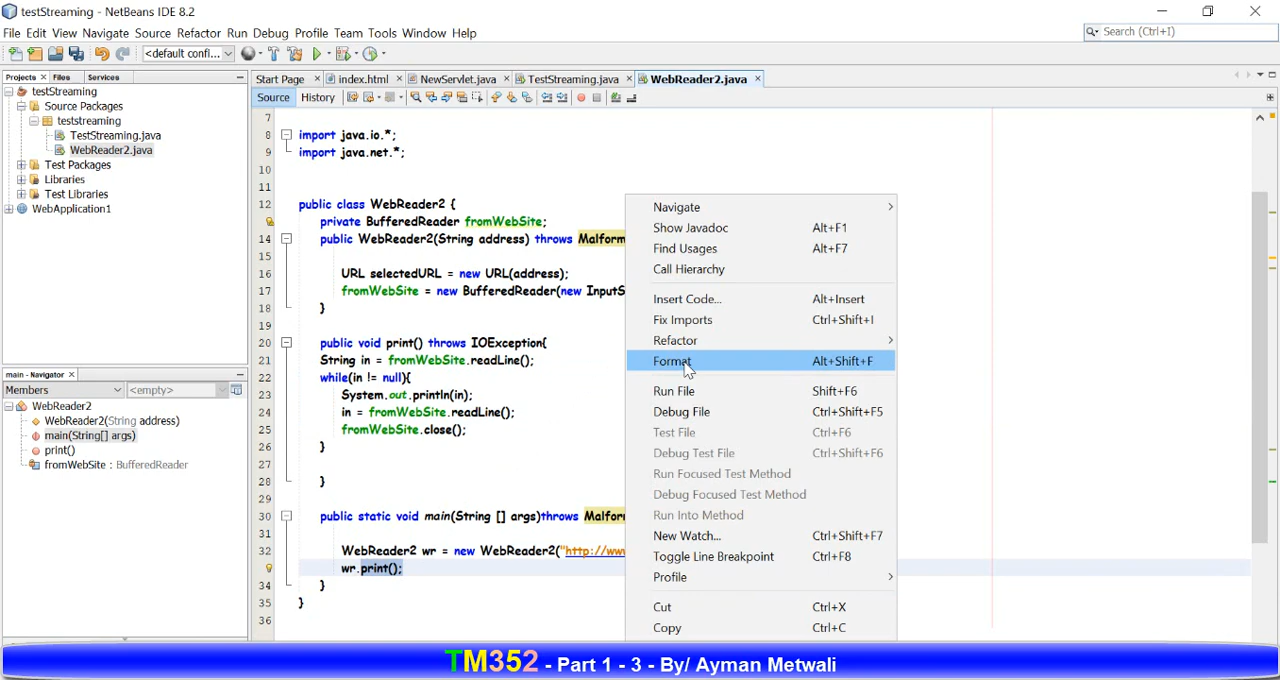 testStreaming - NetBeans IDE 8.2
File Edit View Navigate Source Refactor Run Debug Profile Team Tools Window Help
Search (Ctrl+I)
<default confi...
Projects Files Services
Start Page index.html NewServlet.java TestStreaming.java WebReader2.java
Source History
testStreaming
Source Packages
teststreaming
TestStreaming.java
WebReader2.java
Test Packages
Libraries
Test Libraries
WebApplication1
main - Navigator
Members <empty>
WebReader2
WebReader2(String address)
main(String[] args)
print()
fromWebSite : BufferedReader
7
8 import java.io.*;
9 import java.net.*;
10
11
12 public class WebReader2 {
private BufferedReader fromWebSite;
14 public WebReader2(String address) throws Malform
15
16 URL selectedURL = new URL(address);
17 fromWebSite = new BufferedReader(new InputS
18 }
19
20 public void print() throws IOException{
21 String in = fromWebSite.readLine();
22 while(in != null){
23 System.out.println(in);
24 in = fromWebSite.readLine();
25 fromWebSite.close();
26 }
27
28 }
29
30 public static void main(String [] args)throws Malfor
31
32 WebReader2 wr = new WebReader2("http://ww
wr.print();
34 }
35 }
36
Navigate
Show Javadoc Alt+F1
Find Usages Alt+F7
Call Hierarchy
Insert Code... Alt+Insert
Fix Imports Ctrl+Shift+I
Refactor
Format Alt+Shift+F
Run File Shift+F6
Debug File Ctrl+Shift+F5
Test File Ctrl+F6
Debug Test File Ctrl+Shift+F6
Run Focused Test Method
Debug Focused Test Method
Run Into Method
New Watch... Ctrl+Shift+F7
Toggle Line Breakpoint Ctrl+F8
Profile
Cut Ctrl+X
Copy Ctrl+C
TM352 - Part 1 - 3 - By/ Ayman Metwali